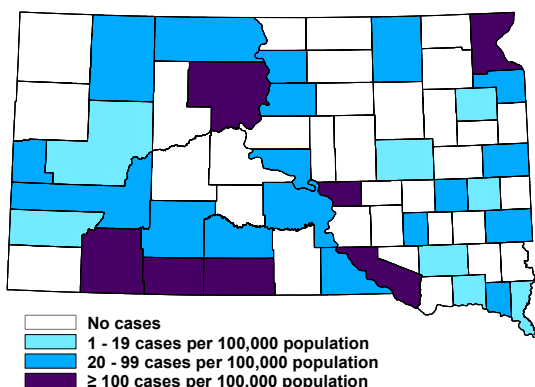 No cases
1 - 19 cases per 100,000 population
20 - 99 cases per 100,000 population
≥ 100 cases per 100,000 population